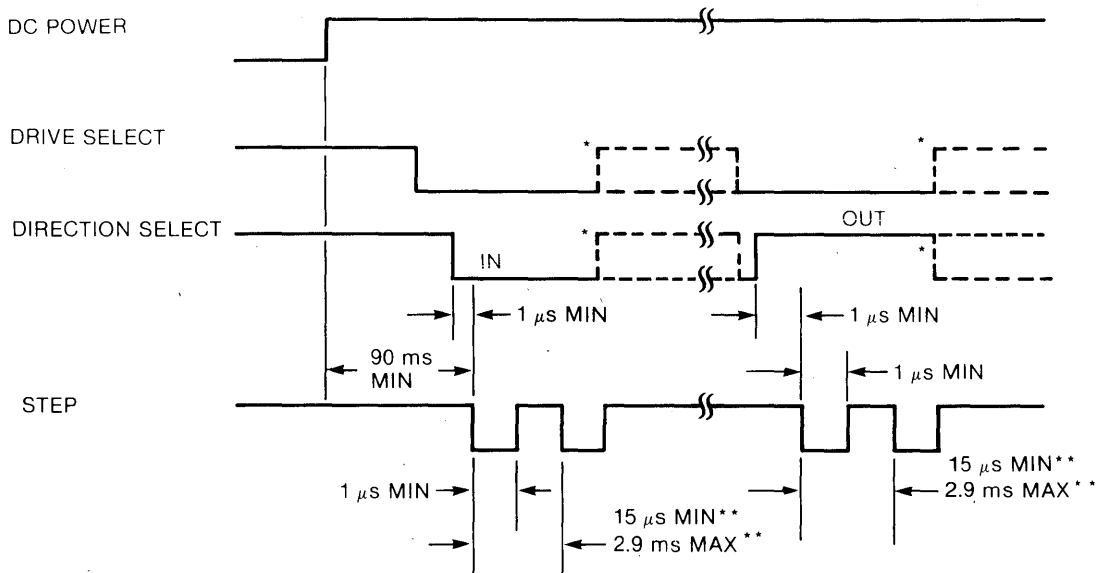 DC POWER
DRIVE SELECT
*
*
DIRECTION SELECT
*
IN
OUT
*
1 µs MIN
1 µs MIN
90 ms
MIN
1 µs MIN
STEP
1 µs MIN
15 µs MIN**
2.9 ms MAX**
15 µs MIN**
2.9 ms MAX**